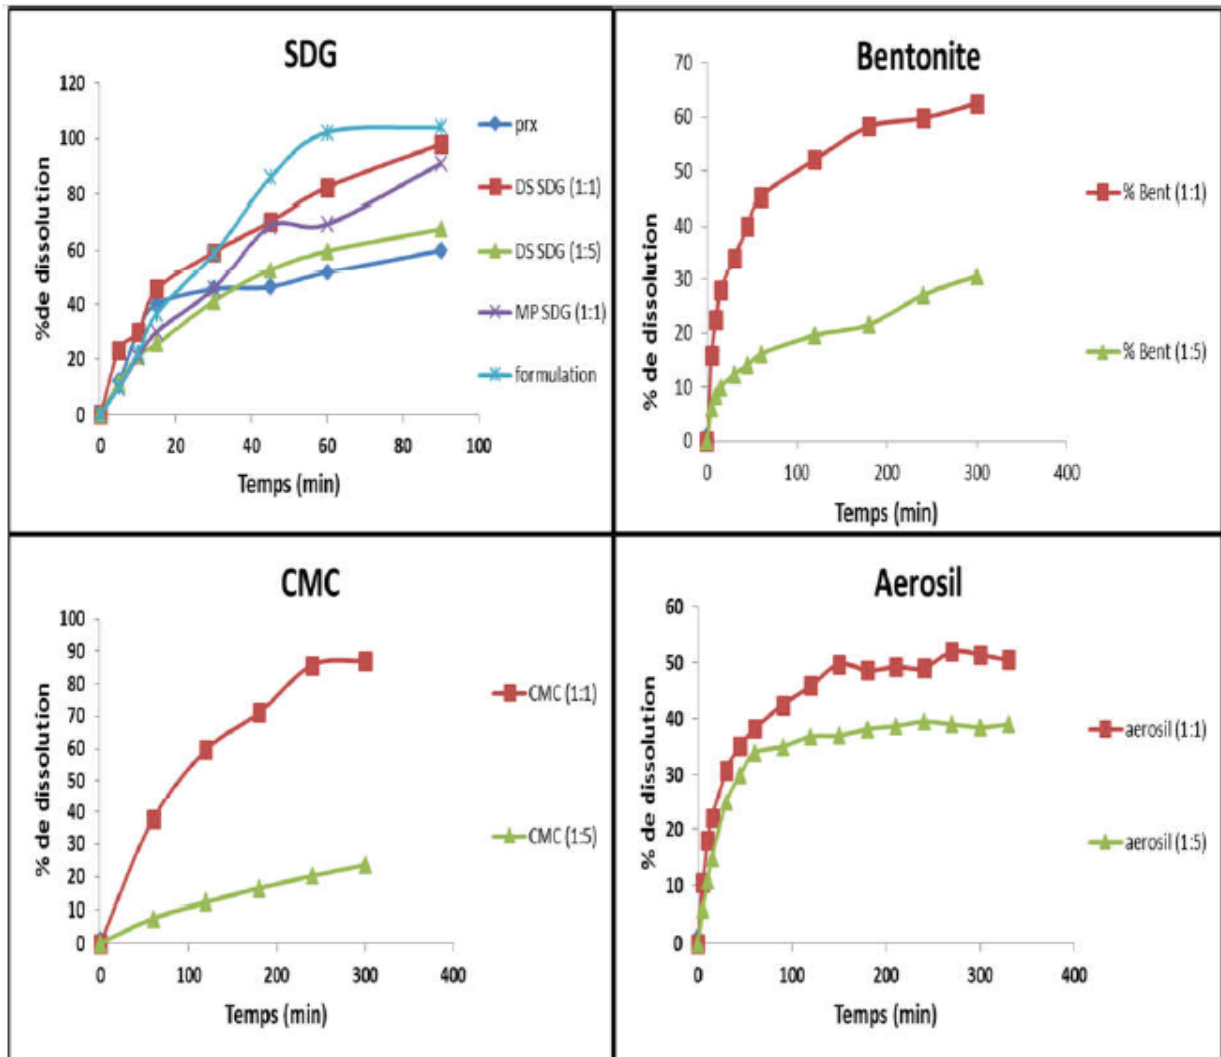 SDG
120
100
80
60
40
20
0
%de dissolution
0 20 40 60 80 100
Temps (min)
prx
DS SDG (1:1)
DS SDG (1:5)
MP SDG (1:1)
formulation
Bentonite
70
60
50
40
30
20
10
0
% de dissolution
0 100 200 300 400
Temps (min)
% Bent (1:1)
% Bent (1:5)
CMC
100
90
80
70
60
50
40
30
20
10
0
% de dissolution
0 100 200 300 400
Temps (min)
CMC (1:1)
CMC (1:5)
Aerosil
60
50
40
30
20
10
0
% de dissolution
0 100 200 300 400
Temps (min)
aerosil (1:1)
aerosil (1:5)